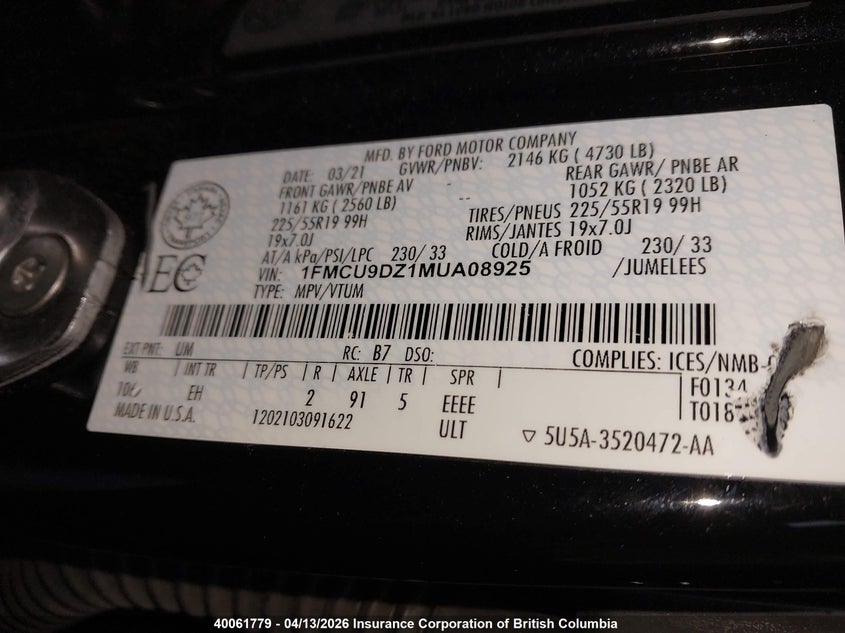 MFD. BY FORD MOTOR COMPANY
DATE: 03/21 GVWR/PNBV: 2146 KG ( 4730 LB)
FRONT GAWR/PNBE AV - REAR GAWR/ PNBE AR
1161 KG ( 2560 LB) -- 1052 KG ( 2320 LB)
225/55R19 99H TIRES/PNEUS 225/55R19 99H
19x7.0J RIMS/JANTES 19x7.0J
AT/A kPa/PSI/LPC 230/ 33 COLD/A FROID 230/ 33
VIN: 1FMCU9DZ1MUA08925 /JUMELEES
TYPE: MPV/VTUM
EXT PNT: UM RC: B7 DSO: COMPLIES: ICES/NMB-
WB INT TR TP/PS R AXLE TR SPR F0134
EH 2 91 5 EEEE T018
MADE IN U.S.A. 1202103091622 ULT ▽ 5U5A-3520472-AA
40061779 - 04/13/2026 Insurance Corporation of British Columbia